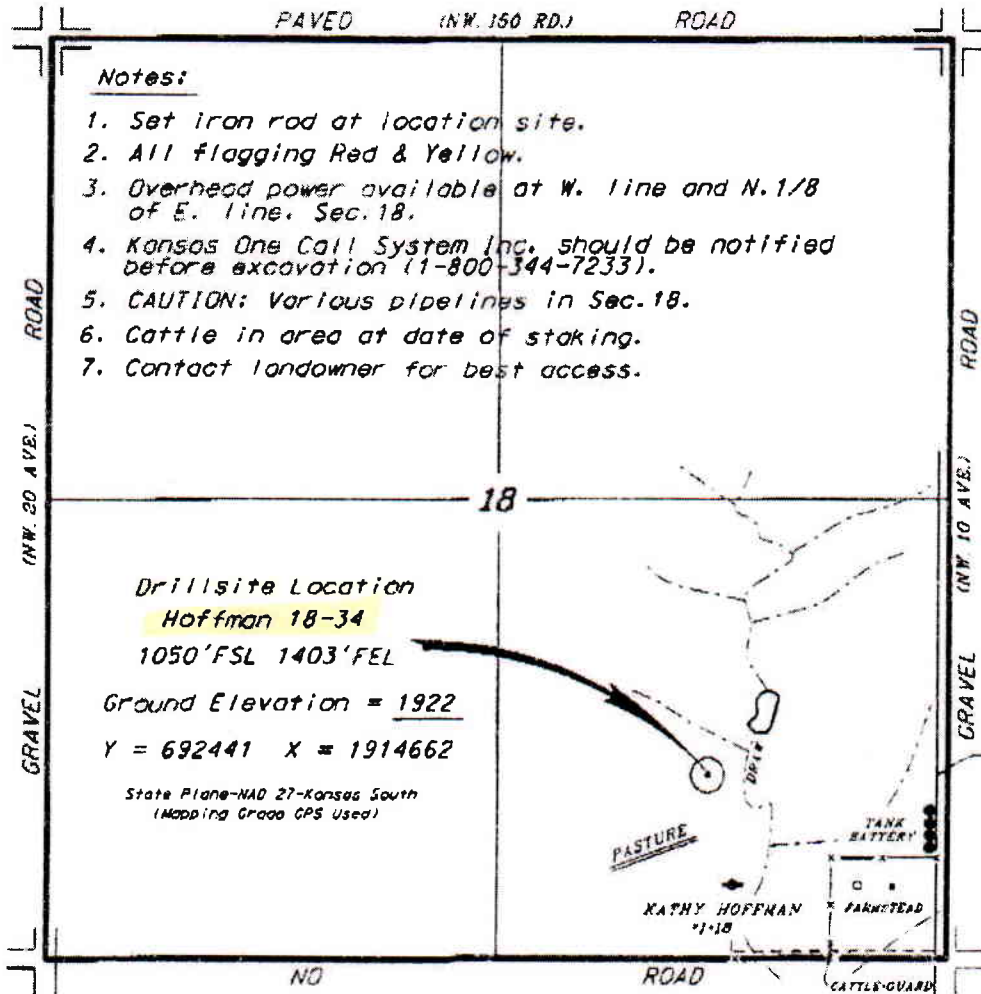 PAVED (NW. 150 RD.) ROAD
Notes:
1. Set iron rod at location site.
2. All flagging Red & Yellow.
3. Overhead power available at W. line and N.1/8
of E. line. Sec.18.
4. Kansas One Call System Inc. should be notified
before excavation (1-800-344-7233).
5. CAUTION: Various pipelines in Sec.18.
6. Cattle in area at date of staking.
7. Contact landowner for best access.
ROAD
(NW. 20 AVE.)
GRAVEL
ROAD
(NW. 10 AVE.)
GRAVEL
18
Drillsite Location
Hoffman 18-34
1050'FSL 1403'FEL
Ground Elevation = 1922
Y = 692441 X = 1914662
State Plane-NAD 27-Kansas South
(Mapping Grade GPS Used)
DRAW
PASTURE
TANK
BATTERY
KATHY HOFFMAN
#1-18
FARMSTEAD
NO ROAD
CATTLE-GUARD